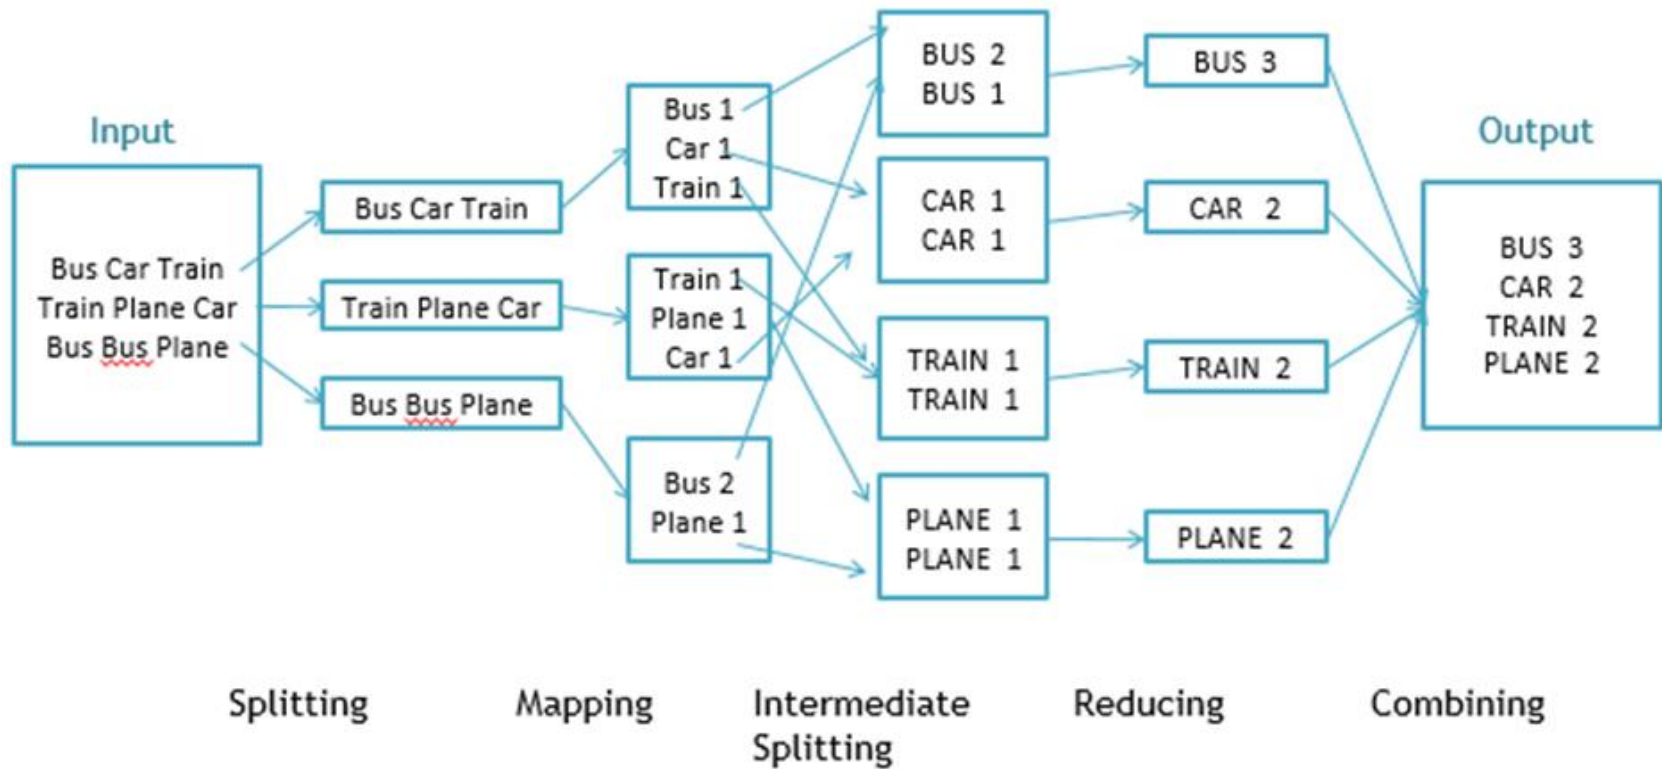 Input
Bus Car Train
Train Plane Car
Bus Bus Plane
Bus Car Train
Train Plane Car
Bus Bus Plane
Bus 1
Car 1
Train 1
Train 1
Plane 1
Car 1
Bus 2
Plane 1
BUS 2
BUS 1
CAR 1
CAR 1
TRAIN 1
TRAIN 1
PLANE 1
PLANE 1
BUS 3
CAR 2
TRAIN 2
PLANE 2
Output
BUS 3
CAR 2
TRAIN 2
PLANE 2
Splitting
Mapping
Intermediate
Splitting
Reducing
Combining